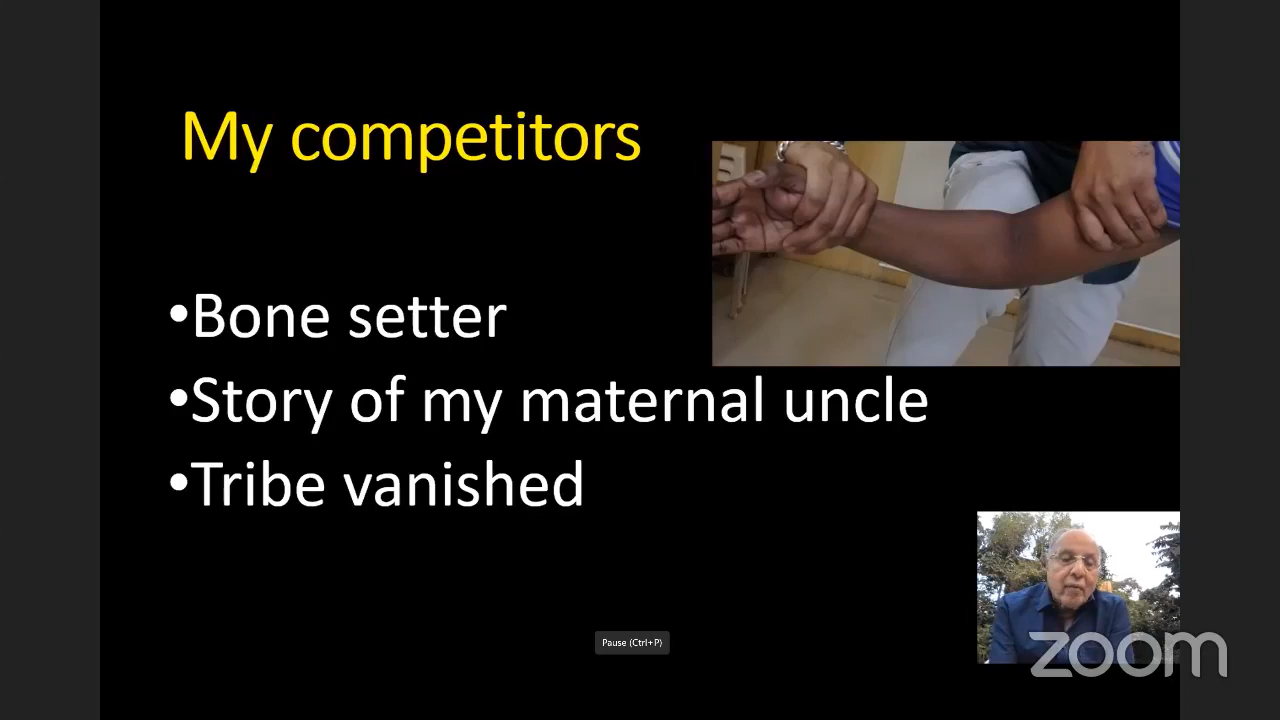 My competitors
•Bone setter
•Story of my maternal uncle
•Tribe vanished
Pause (Ctrl+P)
zoom